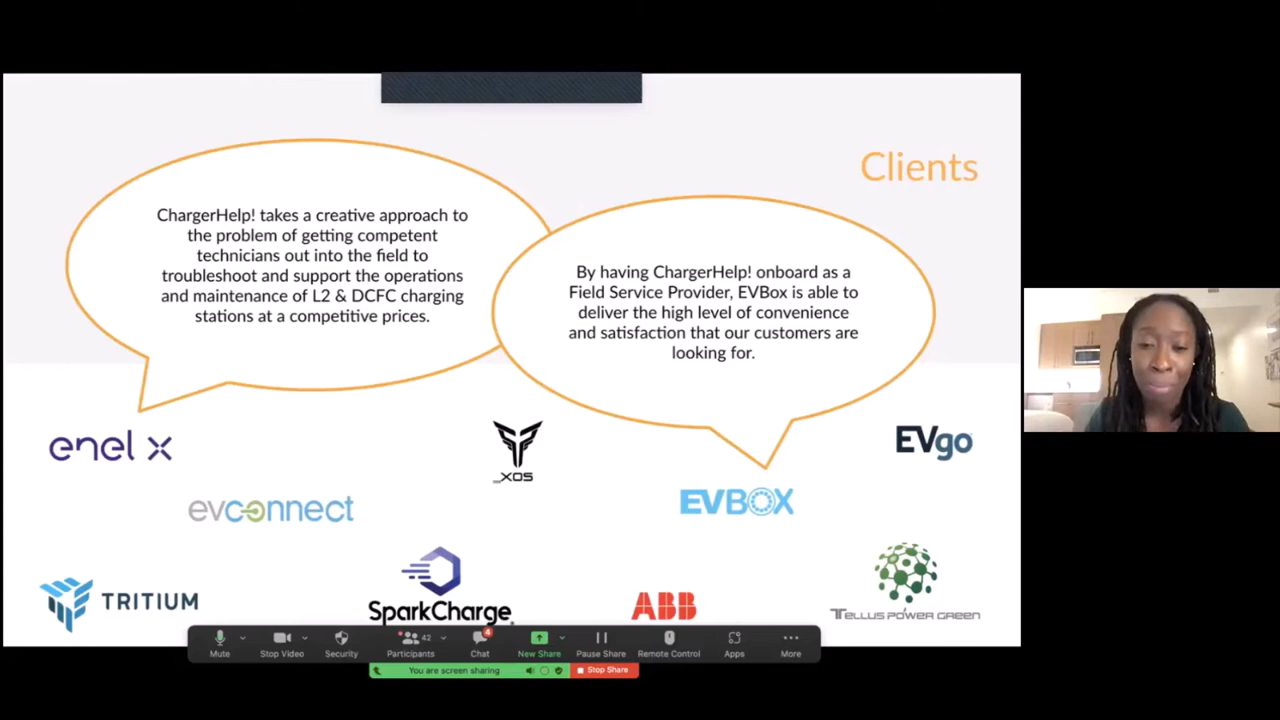 Clients
ChargerHelp! takes a creative approach to
the problem of getting competent
technicians out into the field to
troubleshoot and support the operations
and maintenance of L2 & DCFC charging
stations at a competitive prices.
By having ChargerHelp! onboard as a
Field Service Provider, EVBox is able to
deliver the high level of convenience
and satisfaction that our customers are
looking for.
enel x
_XOS
EVgo
evconnect
EVBOX
TRITIUM
SparkCharge
ABB
TELLUS POWER GREEN
42
4
Mute
Stop Video
Security
Participants
Chat
New Share
Pause Share
Remote Control
Apps
More
You are screen sharing
Stop Share